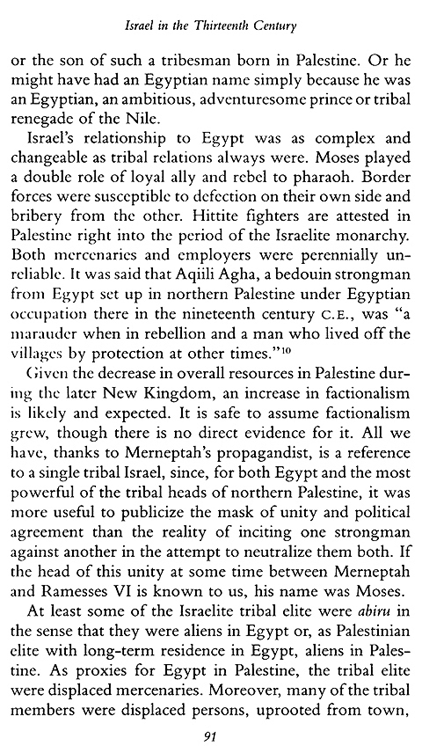 Israel in the Thirteenth Century
or the son of such a tribesman born in Palestine. Or he
might have had an Egyptian name simply because he was
an Egyptian, an ambitious, adventuresome prince or tribal
renegade of the Nile.
Israel's relationship to Egypt was as complex and
changeable as tribal relations always were. Moses played
a double role of loyal ally and rebel to pharaoh. Border
forces were susceptible to defection on their own side and
bribery from the other. Hittite fighters are attested in
Palestine right into the period of the Israelite monarchy.
Both mercenaries and employers were perennially un-
reliable. It was said that Aqiili Agha, a bedouin strongman
from Egypt set up in northern Palestine under Egyptian
occupation there in the nineteenth century C.E., was "a
marauder when in rebellion and a man who lived off the
villages by protection at other times."¹⁰
Given the decrease in overall resources in Palestine dur-
ing the later New Kingdom, an increase in factionalism
is likely and expected. It is safe to assume factionalism
grew, though there is no direct evidence for it. All we
have, thanks to Merneptah's propagandist, is a reference
to a single tribal Israel, since, for both Egypt and the most
powerful of the tribal heads of northern Palestine, it was
more useful to publicize the mask of unity and political
agreement than the reality of inciting one strongman
against another in the attempt to neutralize them both. If
the head of this unity at some time between Merneptah
and Ramesses VI is known to us, his name was Moses.
At least some of the Israelite tribal elite were abiru in
the sense that they were aliens in Egypt or, as Palestinian
elite with long-term residence in Egypt, aliens in Pales-
tine. As proxies for Egypt in Palestine, the tribal elite
were displaced mercenaries. Moreover, many of the tribal
members were displaced persons, uprooted from town,
91